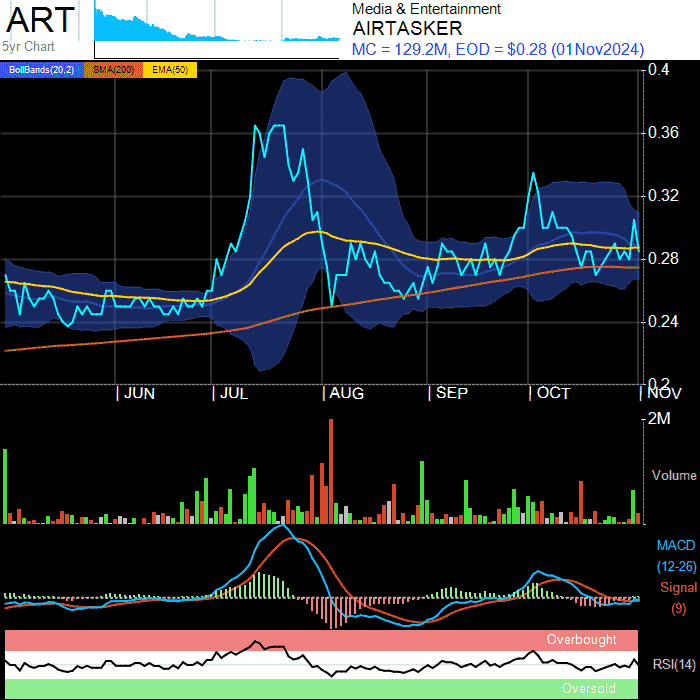 ART
5yr Chart
Media & Entertainment
AIRTASKER
MC = 129.2M, EOD = $0.28 (01Nov2024)
BollBands(20,2) SMA(200) EMA(50)
0.4
0.36
0.32
0.28
0.24
0.2
JUN JUL AUG SEP OCT NOV
2M
Volume
MACD
(12-26)
Signal
(9)
Overbought
RSI(14)
Oversold